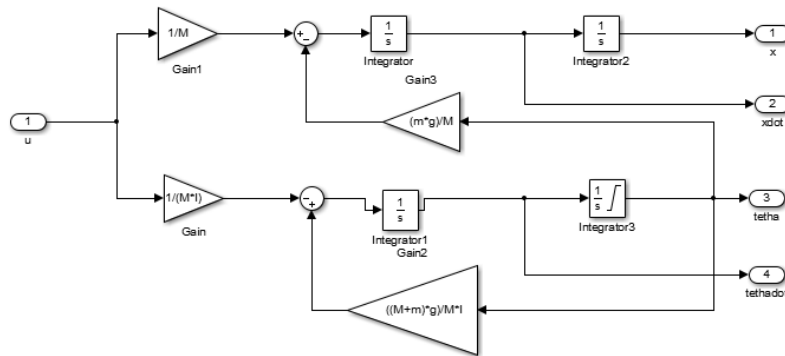 1/M
Gain1
+
−
1
s
Integrator
1
s
Integrator2
1
x
Gain3
(m*g)/M
2
xdot
1
u
1/(M*l)
Gain
−
+
1
s
Integrator1
Gain2
1
s
Integrator3
3
tetha
((M+m)*g)/M*l
4
tethadot